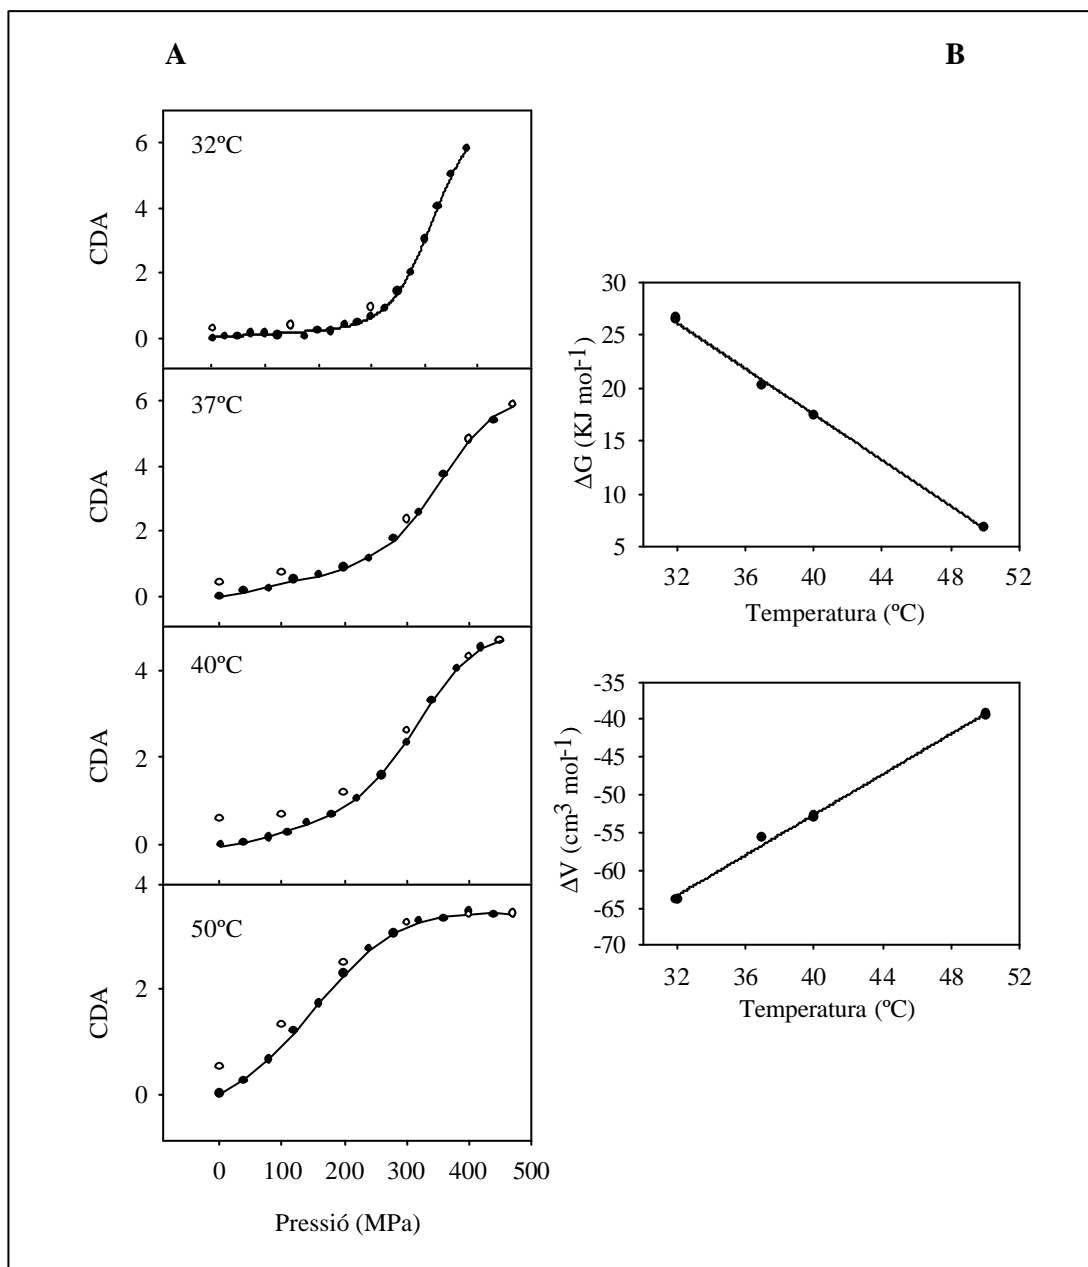 A
B
32ºC
6
4
2
0
CDA
37ºC
6
4
2
0
CDA
40ºC
4
2
0
CDA
50ºC
4
2
0
CDA
0 100 200 300 400 500
Pressió (MPa)
30
25
20
15
10
5
ΔG (KJ mol-1)
32 36 40 44 48 52
Temperatura (ºC)
-35
-40
-45
-50
-55
-60
-65
-70
ΔV (cm3 mol-1)
32 36 40 44 48 52
Temperatura (ºC)